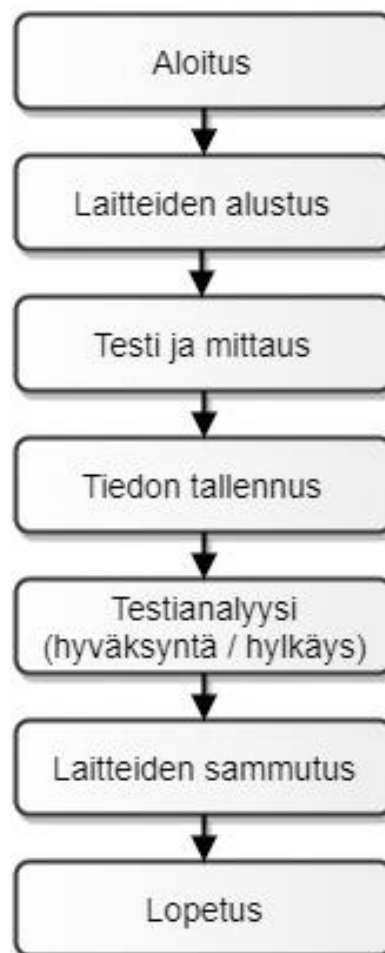 Aloitus
Laitteiden alustus
Testi ja mittaus
Tiedon tallennus
Testianalyysi
(hyväksyntä / hylkäys)
Laitteiden sammutus
Lopetus